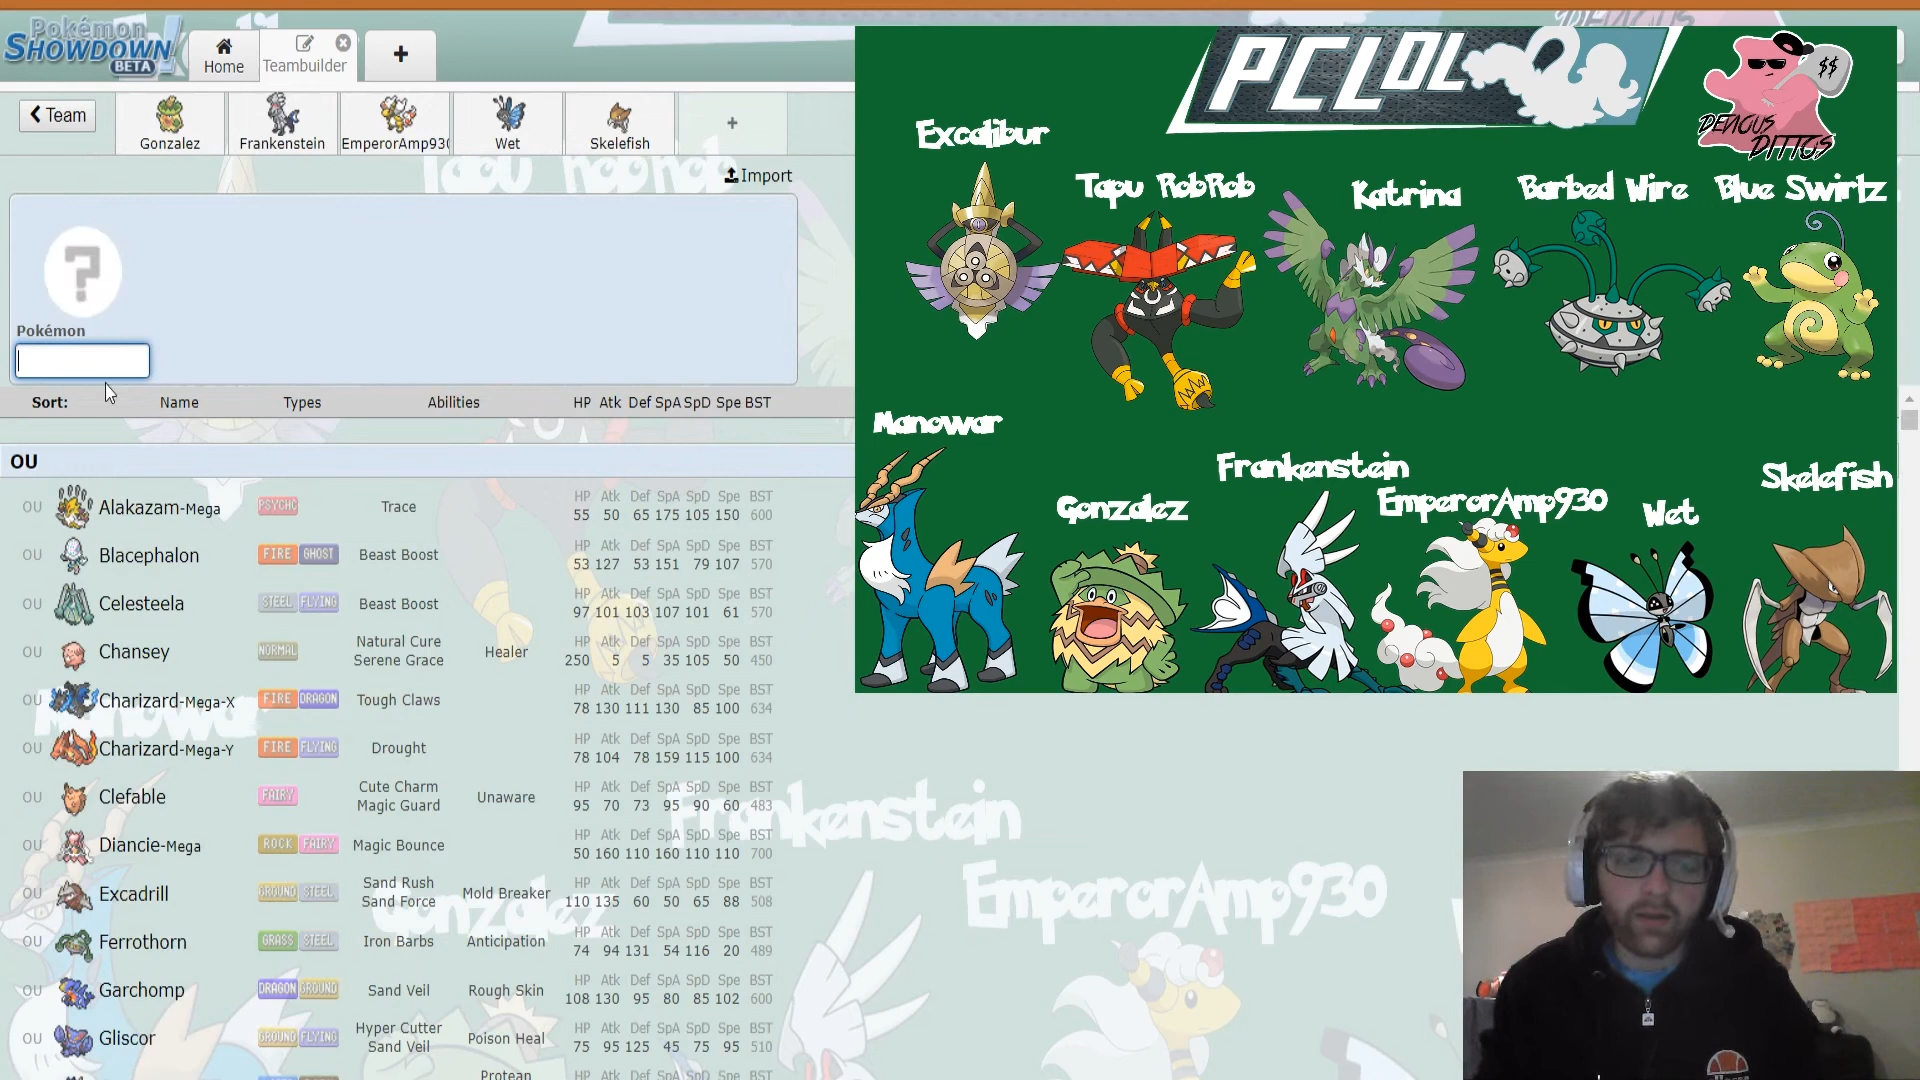 Pokémon
SHOWDOWN!
BETA
Home
Teambuilder
+
Team
Gonzalez
Frankenstein
EmperorAmp930
Wet
Skelefish
+
Import
?
Pokémon
Sort: Name Types Abilities HP Atk Def SpA SpD Spe BST
OU
OU Alakazam-Mega PSYCHC Trace HP 55 Atk 50 Def 65 SpA 175 SpD 105 Spe 150 BST 600
OU Blacephalon FIRE GHOST Beast Boost HP 53 Atk 127 Def 53 SpA 151 SpD 79 Spe 107 BST 570
OU Celesteela STEEL FLYING Beast Boost HP 97 Atk 101 Def 103 SpA 107 SpD 101 Spe 61 BST 570
OU Chansey NORMAL Natural Cure Serene Grace Healer HP 250 Atk 5 Def 5 SpA 35 SpD 105 Spe 50 BST 450
OU Charizard-Mega-X FIRE DRAGON Tough Claws HP 78 Atk 130 Def 111 SpA 130 SpD 85 Spe 100 BST 634
OU Charizard-Mega-Y FIRE FLYING Drought HP 78 Atk 104 Def 78 SpA 159 SpD 115 Spe 100 BST 634
OU Clefable FAIRY Cute Charm Magic Guard Unaware HP 95 Atk 70 Def 73 SpA 95 SpD 90 Spe 60 BST 483
OU Diancie-Mega ROCK FAIRY Magic Bounce HP 50 Atk 160 Def 110 SpA 160 SpD 110 Spe 110 BST 700
OU Excadrill GROUND STEEL Sand Rush Sand Force Mold Breaker HP 110 Atk 135 Def 60 SpA 50 SpD 65 Spe 88 BST 508
OU Ferrothorn GRASS STEEL Iron Barbs Anticipation HP 74 Atk 94 Def 131 SpA 54 SpD 116 Spe 20 BST 489
OU Garchomp DRAGON GROUND Sand Veil Rough Skin HP 108 Atk 130 Def 95 SpA 80 SpD 85 Spe 102 BST 600
OU Gliscor GROUND FLYING Hyper Cutter Sand Veil Poison Heal HP 75 Atk 95 Def 125 SpA 45 SpD 75 Spe 95 BST 510
Protean HP Atk Def SpA SpD Spe BST
PCLOL
$$
DEVIOUS
DITTOS
Excalibur
Tapu RobRob
Katrina
Barbed Wire
Blue Swirlz
Manowar
Gonzalez
Frankenstein
EmperorAmp930
Wet
Skelefish
Manowar
Gonzalez
Frankenstein
EmperorAmp930